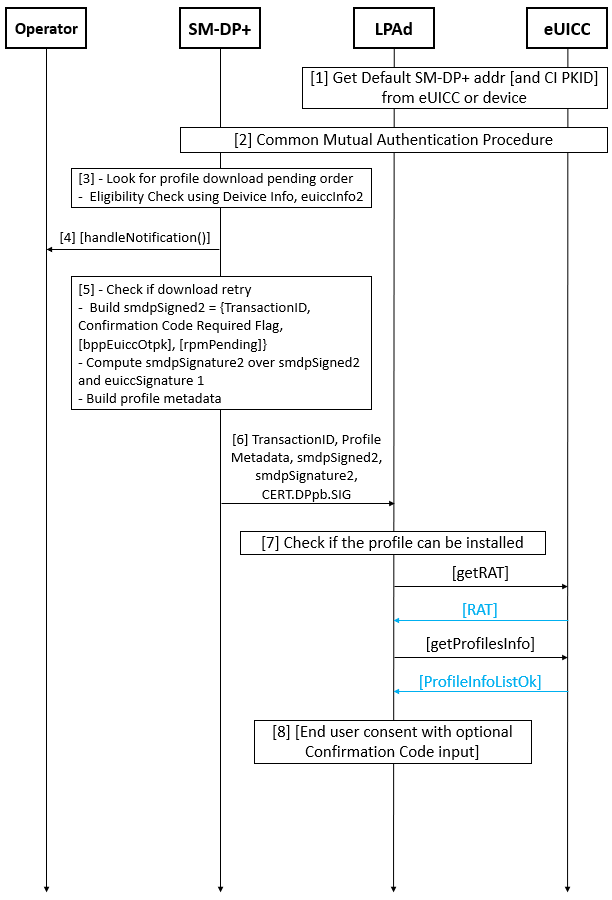 Operator
SM-DP+
LPAd
eUICC
[1] Get Default SM-DP+ addr [and CI PKID]
from eUICC or device
[2] Common Mutual Authentication Procedure
[3] - Look for profile download pending order
- Eligibility Check using Deivice Info, euiccInfo2
[4] [handleNotification()]
[5] - Check if download retry
- Build smdpSigned2 = {TransactionID,
Confirmation Code Required Flag,
[bppEuiccOtpk], [rpmPending]}
- Compute smdpSignature2 over smdpSigned2
and euiccSignature 1
- Build profile metadata
[6] TransactionID, Profile
Metadata, smdpSigned2,
smdpSignature2,
CERT.DPpb.SIG
[7] Check if the profile can be installed
[getRAT]
[RAT]
[getProfilesInfo]
[ProfileInfoListOk]
[8] [End user consent with optional
Confirmation Code input]